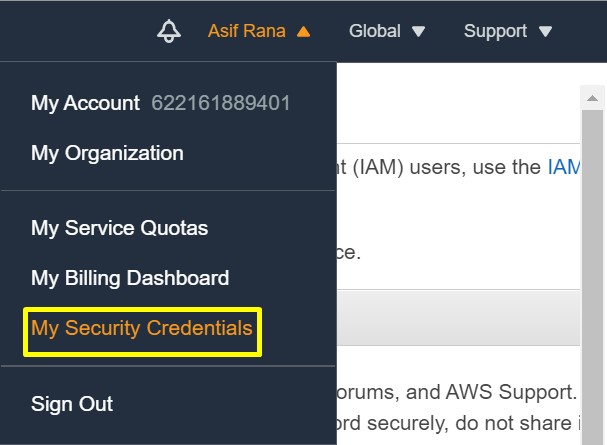 Asif Rana Global Support
My Account 622161889401
My Organization
(IAM) users, use the IAM
My Service Quotas
My Billing Dashboard
ce.
My Security Credentials
orums, and AWS Support.
Sign Out
ord securely, do not share